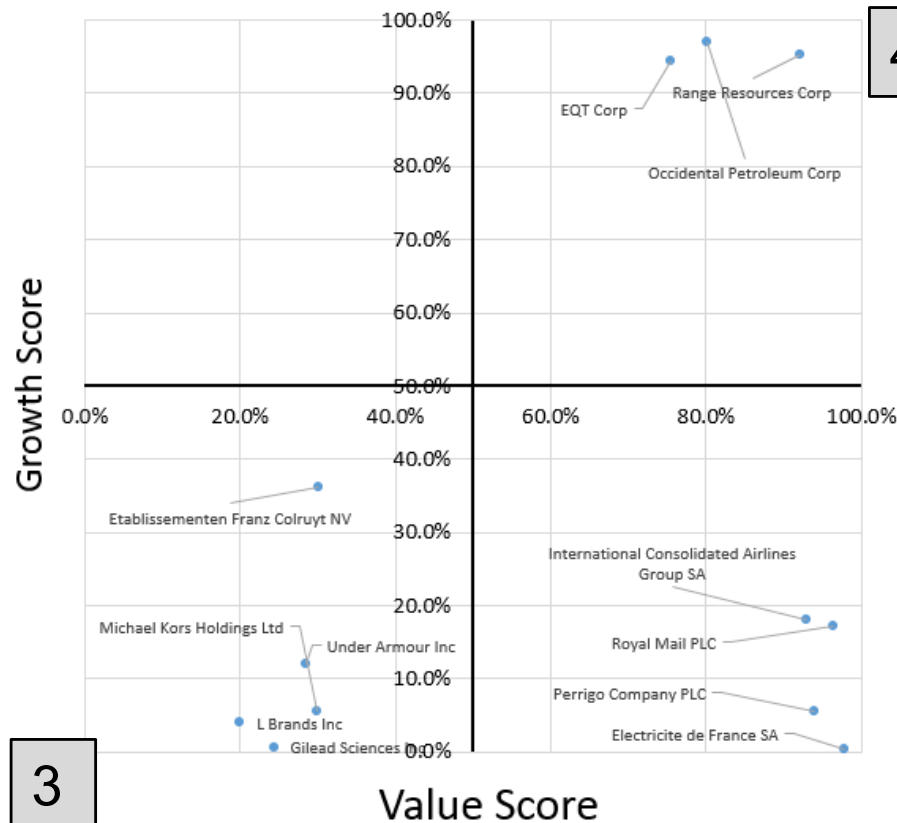 100.0%
4
90.0%
Range Resources Corp
EQT Corp
80.0%
Occidental Petroleum Corp
70.0%
60.0%
Growth Score
50.0%
0.0% 20.0% 40.0% 60.0% 80.0% 100.0%
40.0%
Etablissementen Franz Colruyt NV
30.0%
International Consolidated Airlines
Group SA
20.0%
Michael Kors Holdings Ltd
Under Armour Inc
Royal Mail PLC
10.0%
Perrigo Company PLC
L Brands Inc
Electricite de France SA
Gilead Sciences Inc
0.0%
3
Value Score